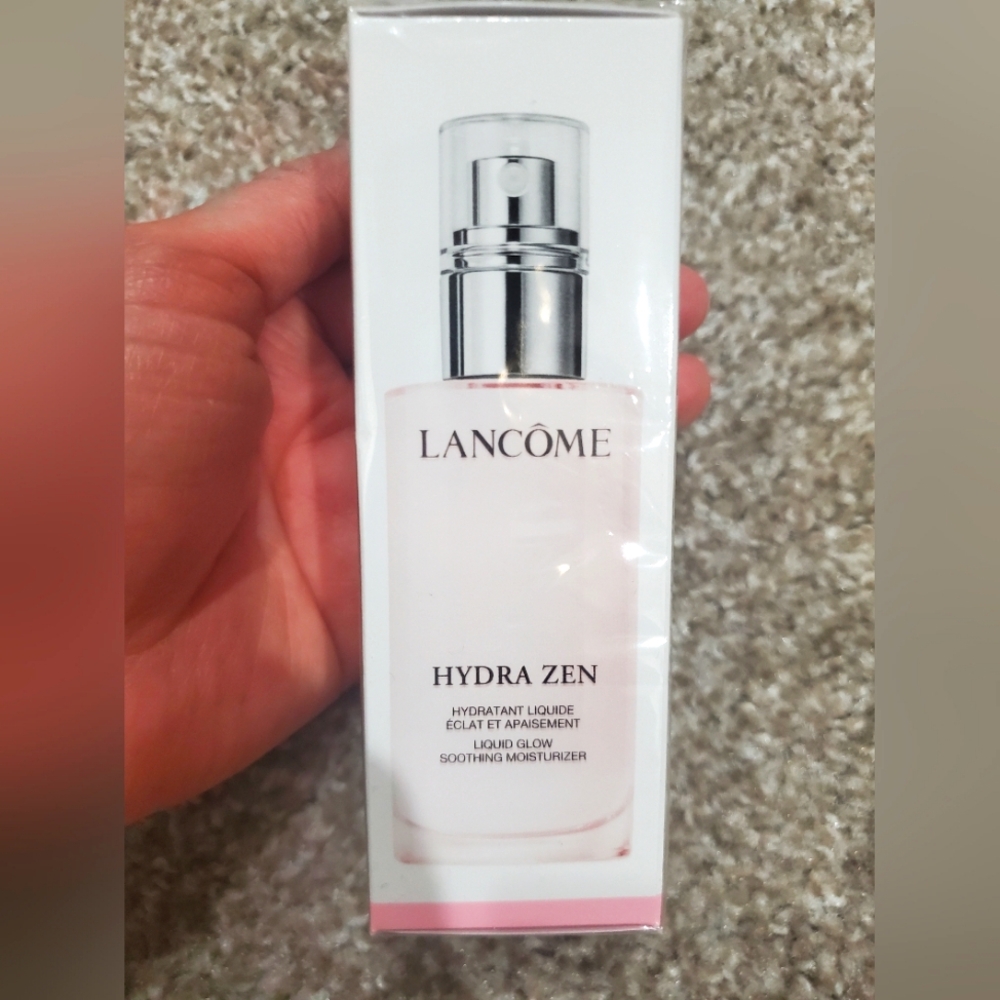 LANCÔME
HYDRA ZEN
HYDRATANT LIQUIDE
ÉCLAT ET APAISEMENT
LIQUID GLOW
SOOTHING MOISTURIZER